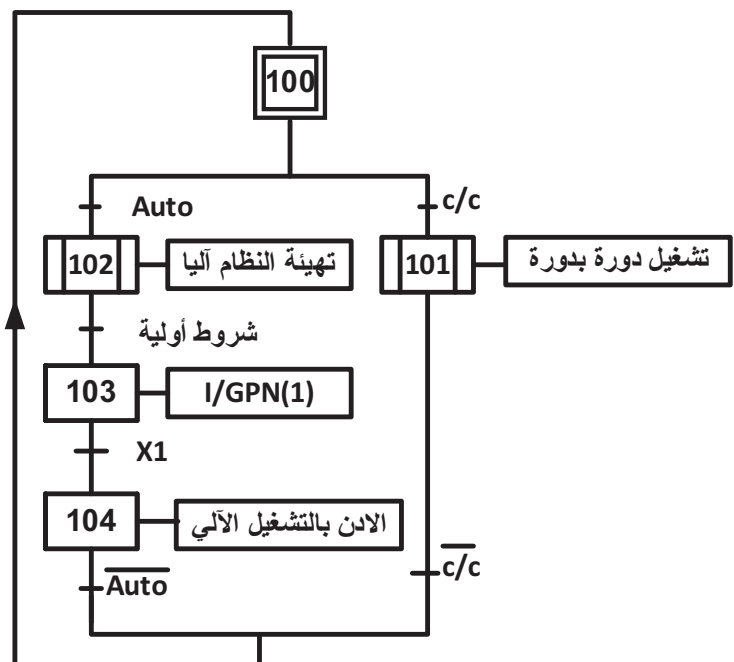 100
Auto
c/c
102
تهيئة النظام آليا
101
تشغيل دورة بدورة
شروط أولية
103
I/GPN(1)
X1
104
الادن بالتشغيل الآلي
A̅u̅t̅o̅
c̅/̅c̅